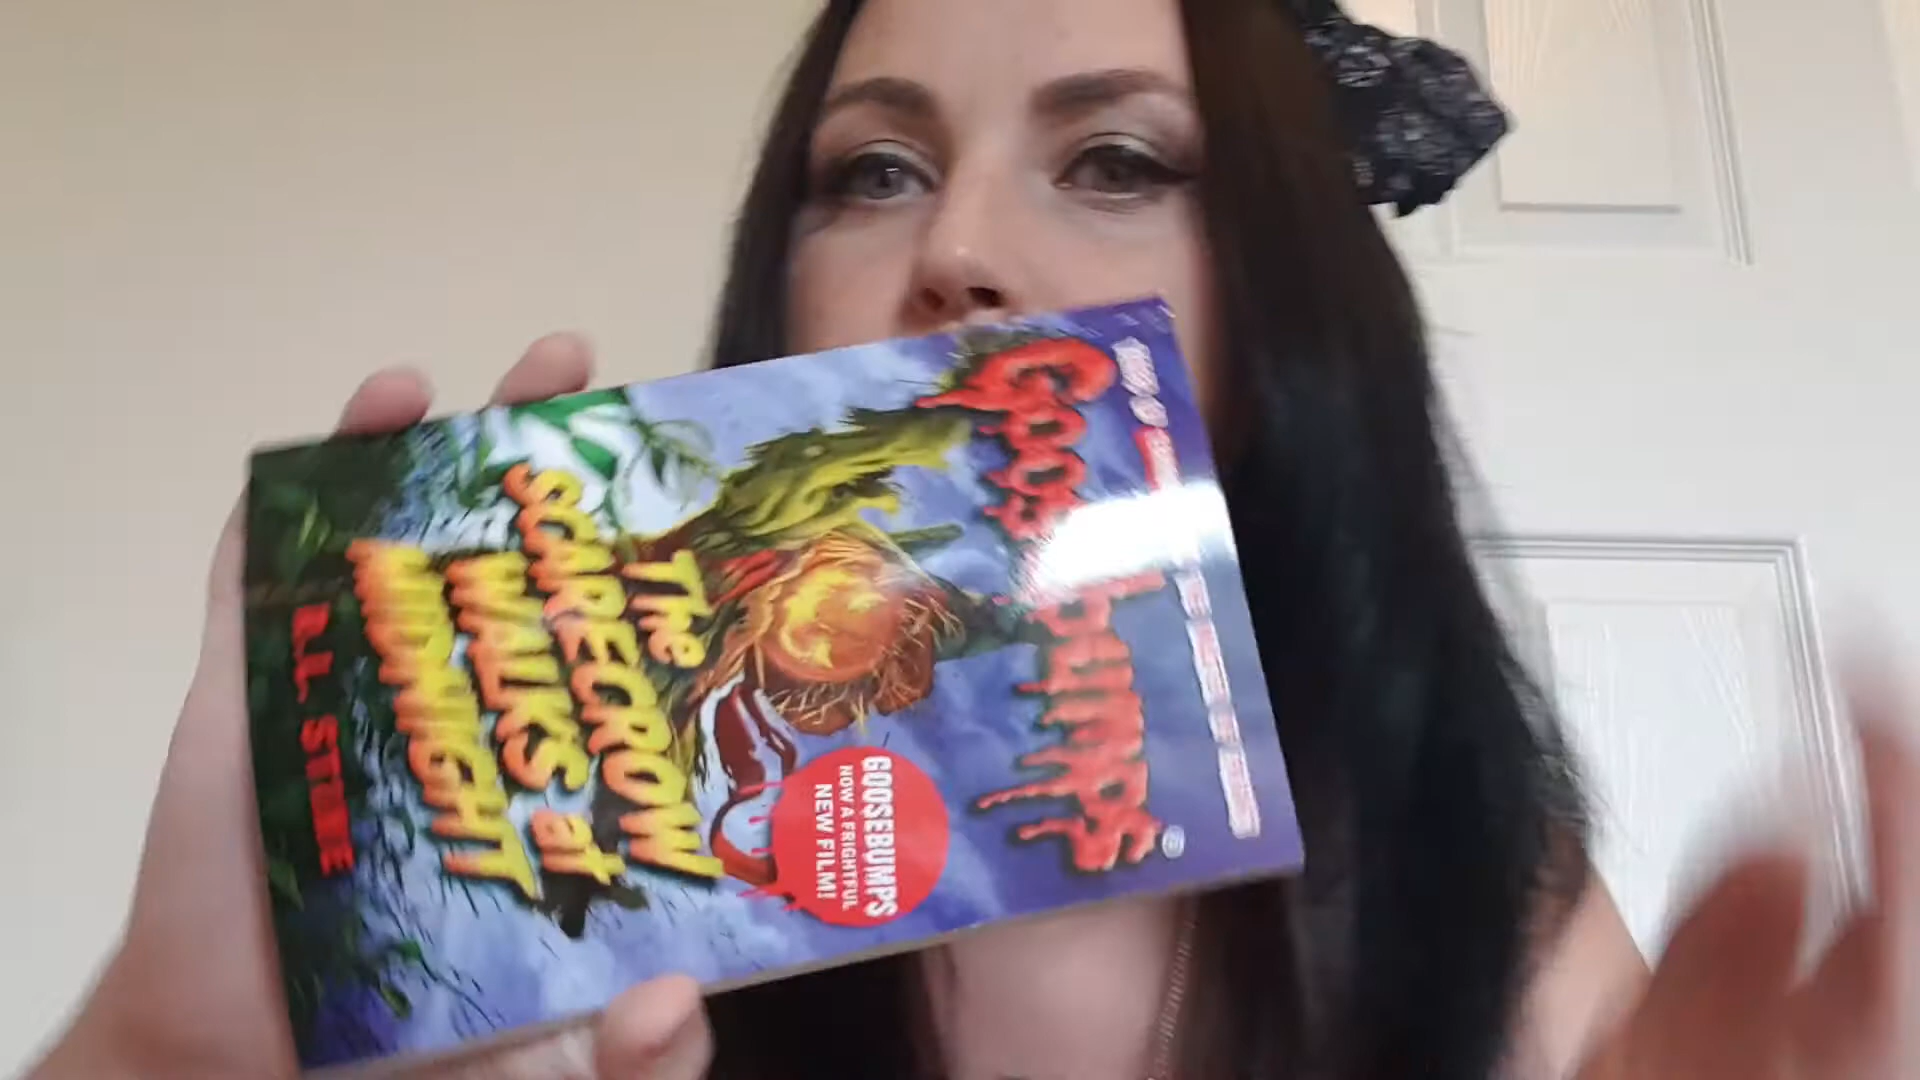 Goosebumps
GOOSEBUMPS
NOW A FRIGHTFUL
NEW FILM!
The
SCARECROW
WALKS at
MIDNIGHT
R.L. STINE